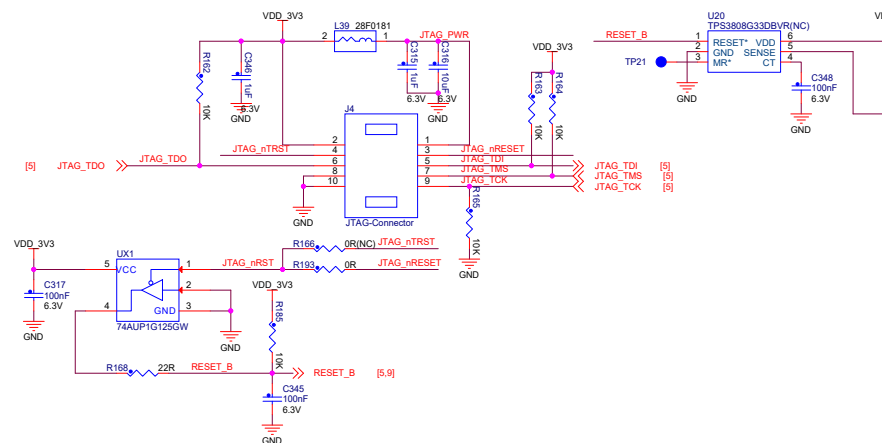 VDD_3V3
L39 28F0181
2
1
JTAG_PWR
R162
10K
C346
1uF
6.3V
GND
C315
1uF
6.3V
C316
10uF
6.3V
GND
VDD_3V3
R163
10K
R164
10K
U20
TPS3808G33DBVR(NC)
RESET_B
1
2
3
RESET*
GND
MR*
VDD
SENSE
CT
6
5
4
TP21
GND
C348
100nF
6.3V
GND
J4
2
4
6
8
10
1
3
5
7
9
JTAG_nTRST
JTAG_nRESET
JTAG_TDI
JTAG_TMS
JTAG_TCK
[5] JTAG_TDO
JTAG_TDO
JTAG_TDI [5]
JTAG_TMS [5]
JTAG_TCK [5]
GND
JTAG-Connector
R165
10K
GND
VDD_3V3
UX1
5
VCC
1
2
3
4
GND
74AUP1G125GW
C317
100nF
6.3V
GND
GND
JTAG_nRST
R166 0R(NC) JTAG_nTRST
R193 0R JTAG_nRESET
VDD_3V3
R185
10K
R168 22R RESET_B
RESET_B [5,9]
C345
100nF
6.3V
GND